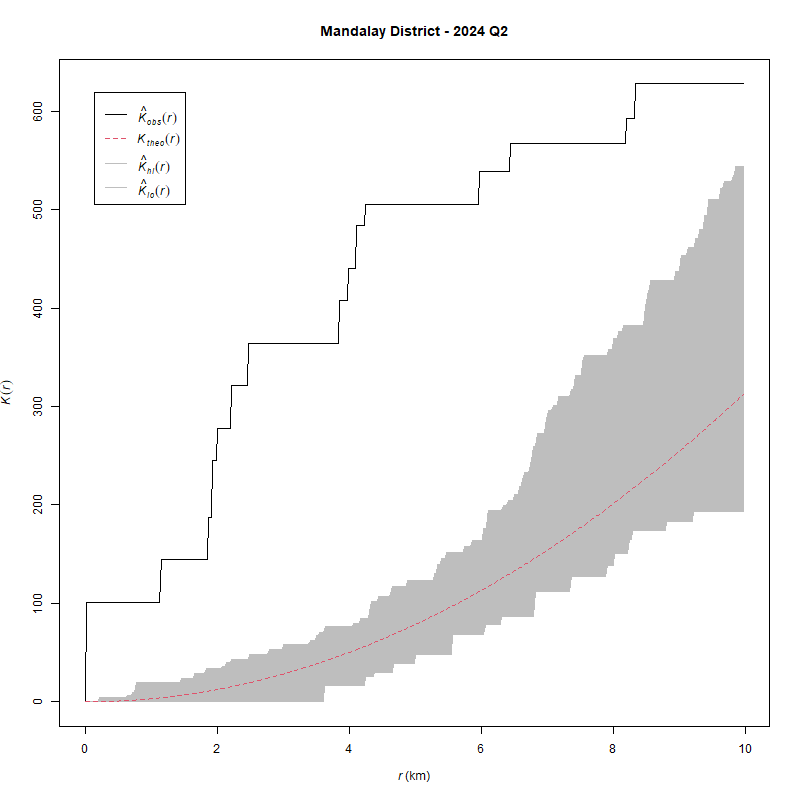 Mandalay District - 2024 Q2
K̂obs(r)
Ktheo(r)
K̂hi(r)
K̂lo(r)
K(r)
600
500
400
300
200
100
0
0 2 4 6 8 10
r (km)